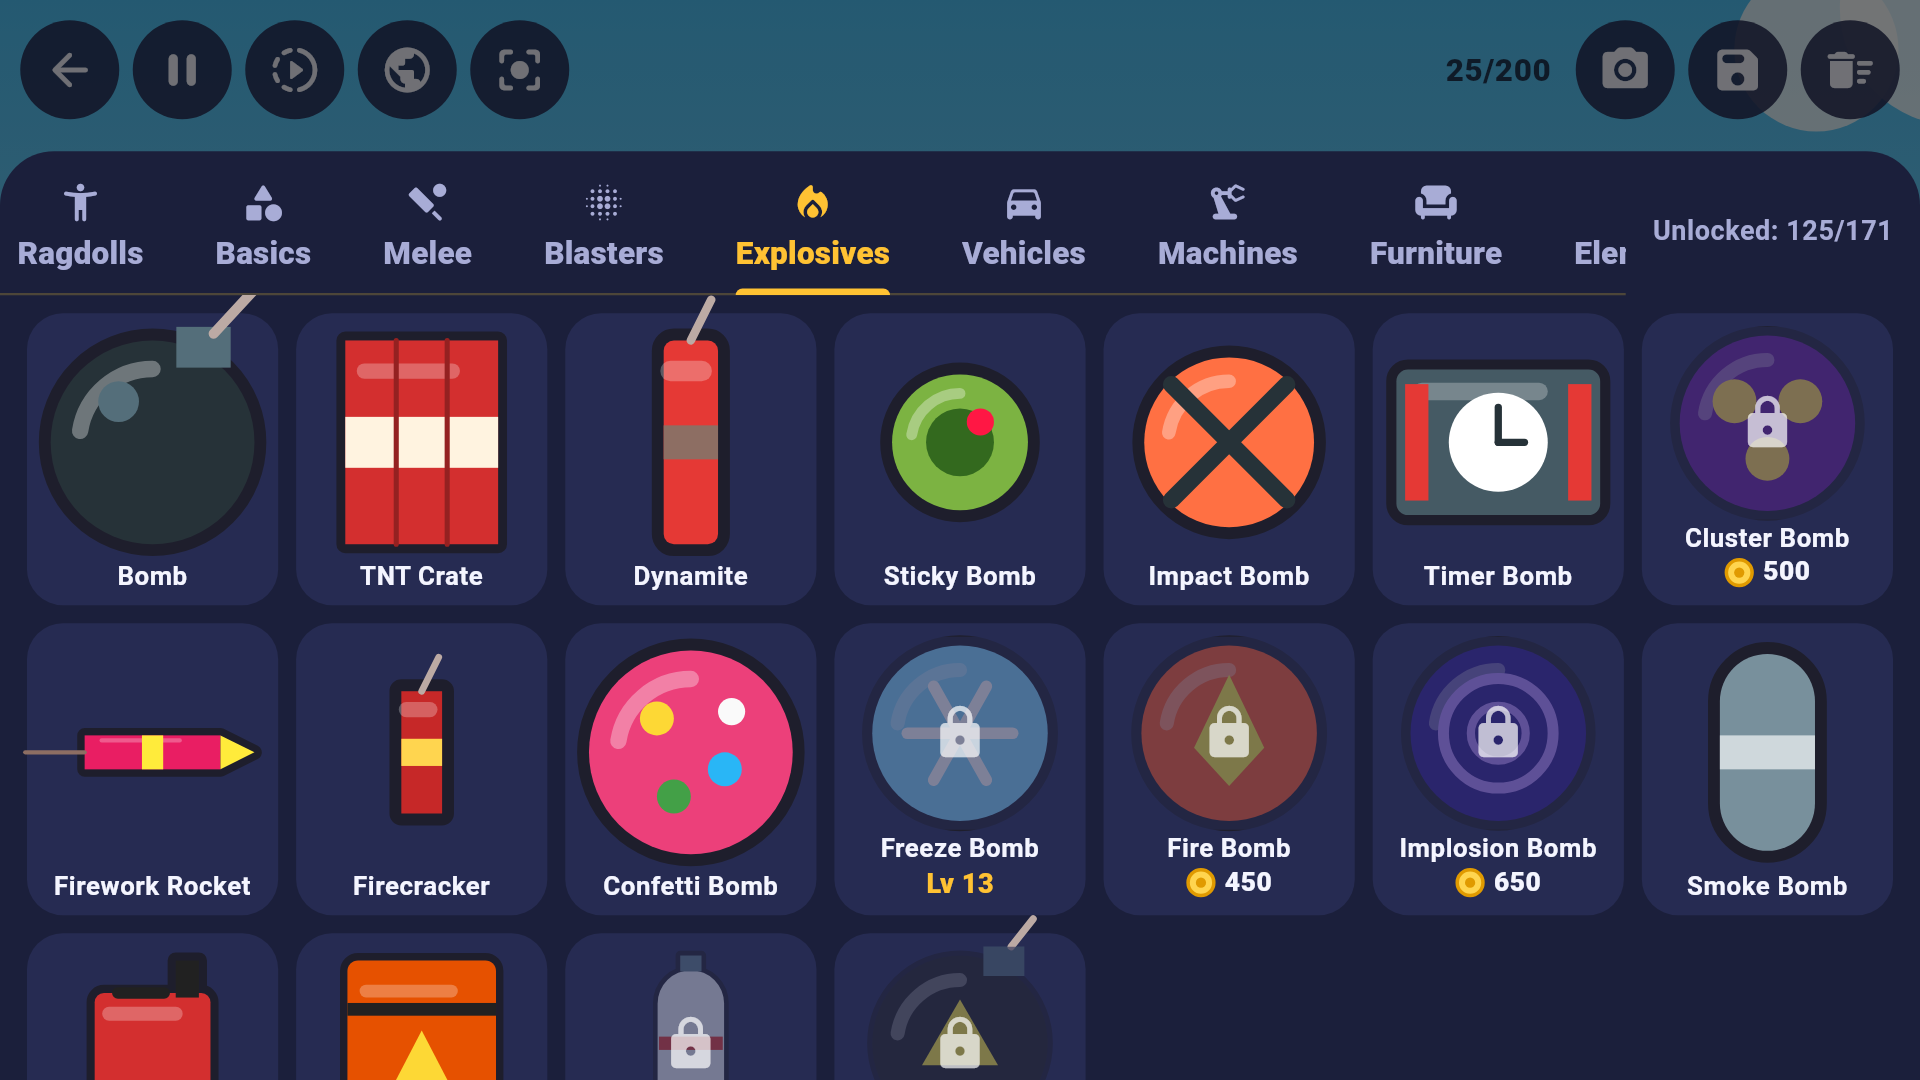 25/200
Ragdolls
Basics
Melee
Blasters
Explosives
Vehicles
Machines
Furniture
Eler
Unlocked: 125/171
Bomb
TNT Crate
Dynamite
Sticky Bomb
Impact Bomb
Timer Bomb
Cluster Bomb
500
Firework Rocket
Firecracker
Confetti Bomb
Freeze Bomb
Lv 13
Fire Bomb
450
Implosion Bomb
650
Smoke Bomb